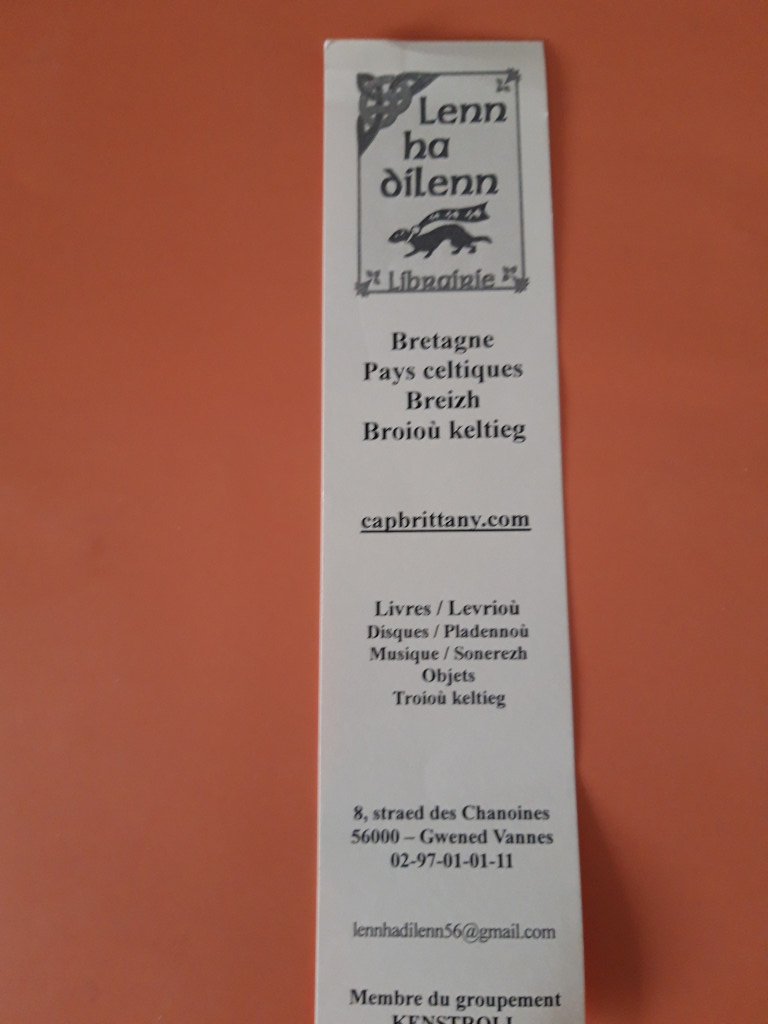 Lenn
ha
dilenn
Librairie
Bretagne
Pays celtiques
Breizh
Broioù keltieg
capbrittany.com
Livres / Levrioù
Disques / Pladennoù
Musique / Sonerezh
Objets
Troioù keltieg
8, straed des Chanoines
56000 – Gwened Vannes
02-97-01-01-11
lennhadilenn56@gmail.com
Membre du groupement
KENSTROLL